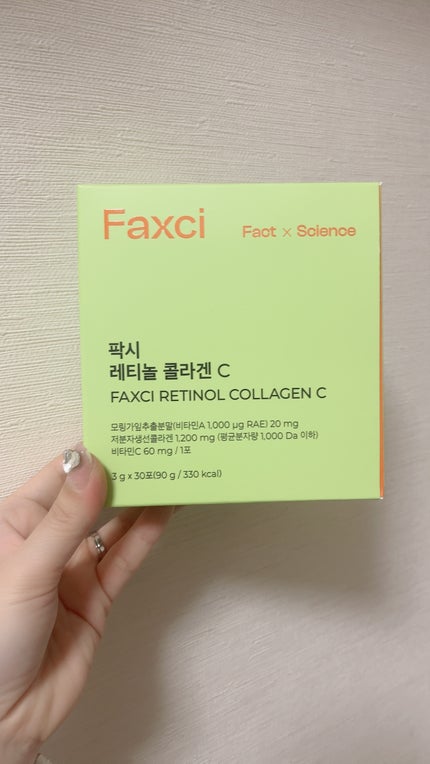 Faxci
Fact × Science
팍시
레티놀 콜라겐 C
FAXCI RETINOL COLLAGEN C
모링가잎추출분말(비타민A 1,000 μg RAE) 20 mg
저분자생선콜라겐 1,200 mg (평균분자량 1,000 Da 이하)
비타민C 60 mg / 1포
3 g x 30포(90 g / 330 kcal)